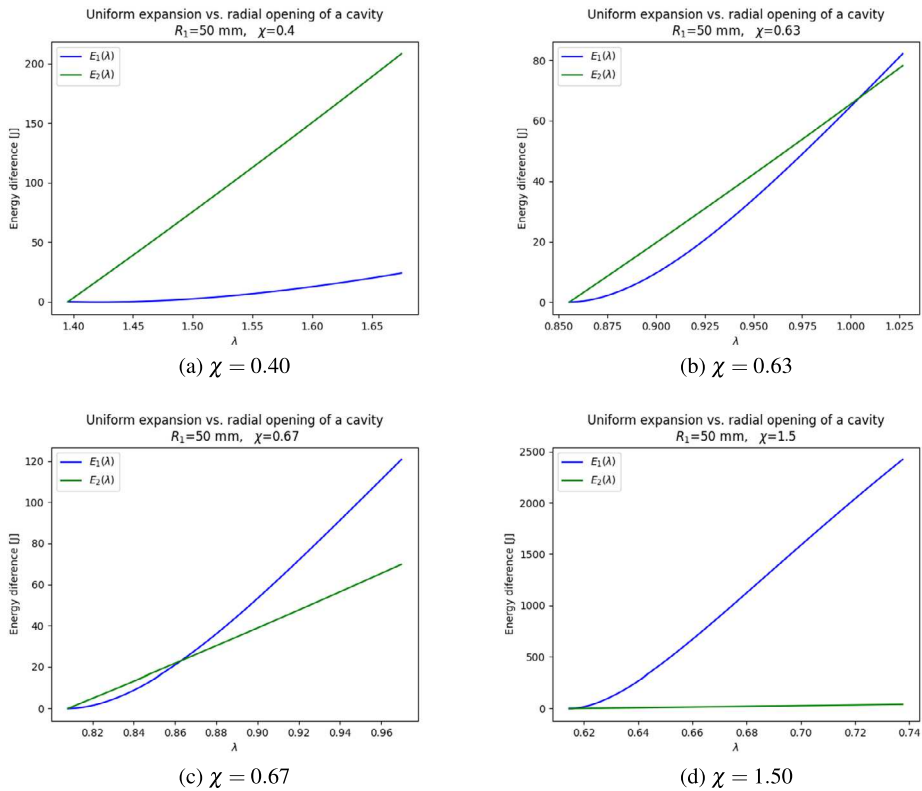 Uniform expansion vs. radial opening of a cavity
R₁=50 mm, χ=0.4
E₁(λ)
E₂(λ)
Energy diference [J]
200
150
100
50
0
1.40 1.45 1.50 1.55 1.60 1.65
λ
(a) χ = 0.40
Uniform expansion vs. radial opening of a cavity
R₁=50 mm, χ=0.63
E₁(λ)
E₂(λ)
Energy diference [J]
80
60
40
20
0
0.850 0.875 0.900 0.925 0.950 0.975 1.000 1.025
λ
(b) χ = 0.63
Uniform expansion vs. radial opening of a cavity
R₁=50 mm, χ=0.67
E₁(λ)
E₂(λ)
Energy diference [J]
120
100
80
60
40
20
0
0.82 0.84 0.86 0.88 0.90 0.92 0.94 0.96
λ
(c) χ = 0.67
Uniform expansion vs. radial opening of a cavity
R₁=50 mm, χ=1.5
E₁(λ)
E₂(λ)
Energy diference [J]
2500
2000
1500
1000
500
0
0.62 0.64 0.66 0.68 0.70 0.72 0.74
λ
(d) χ = 1.50